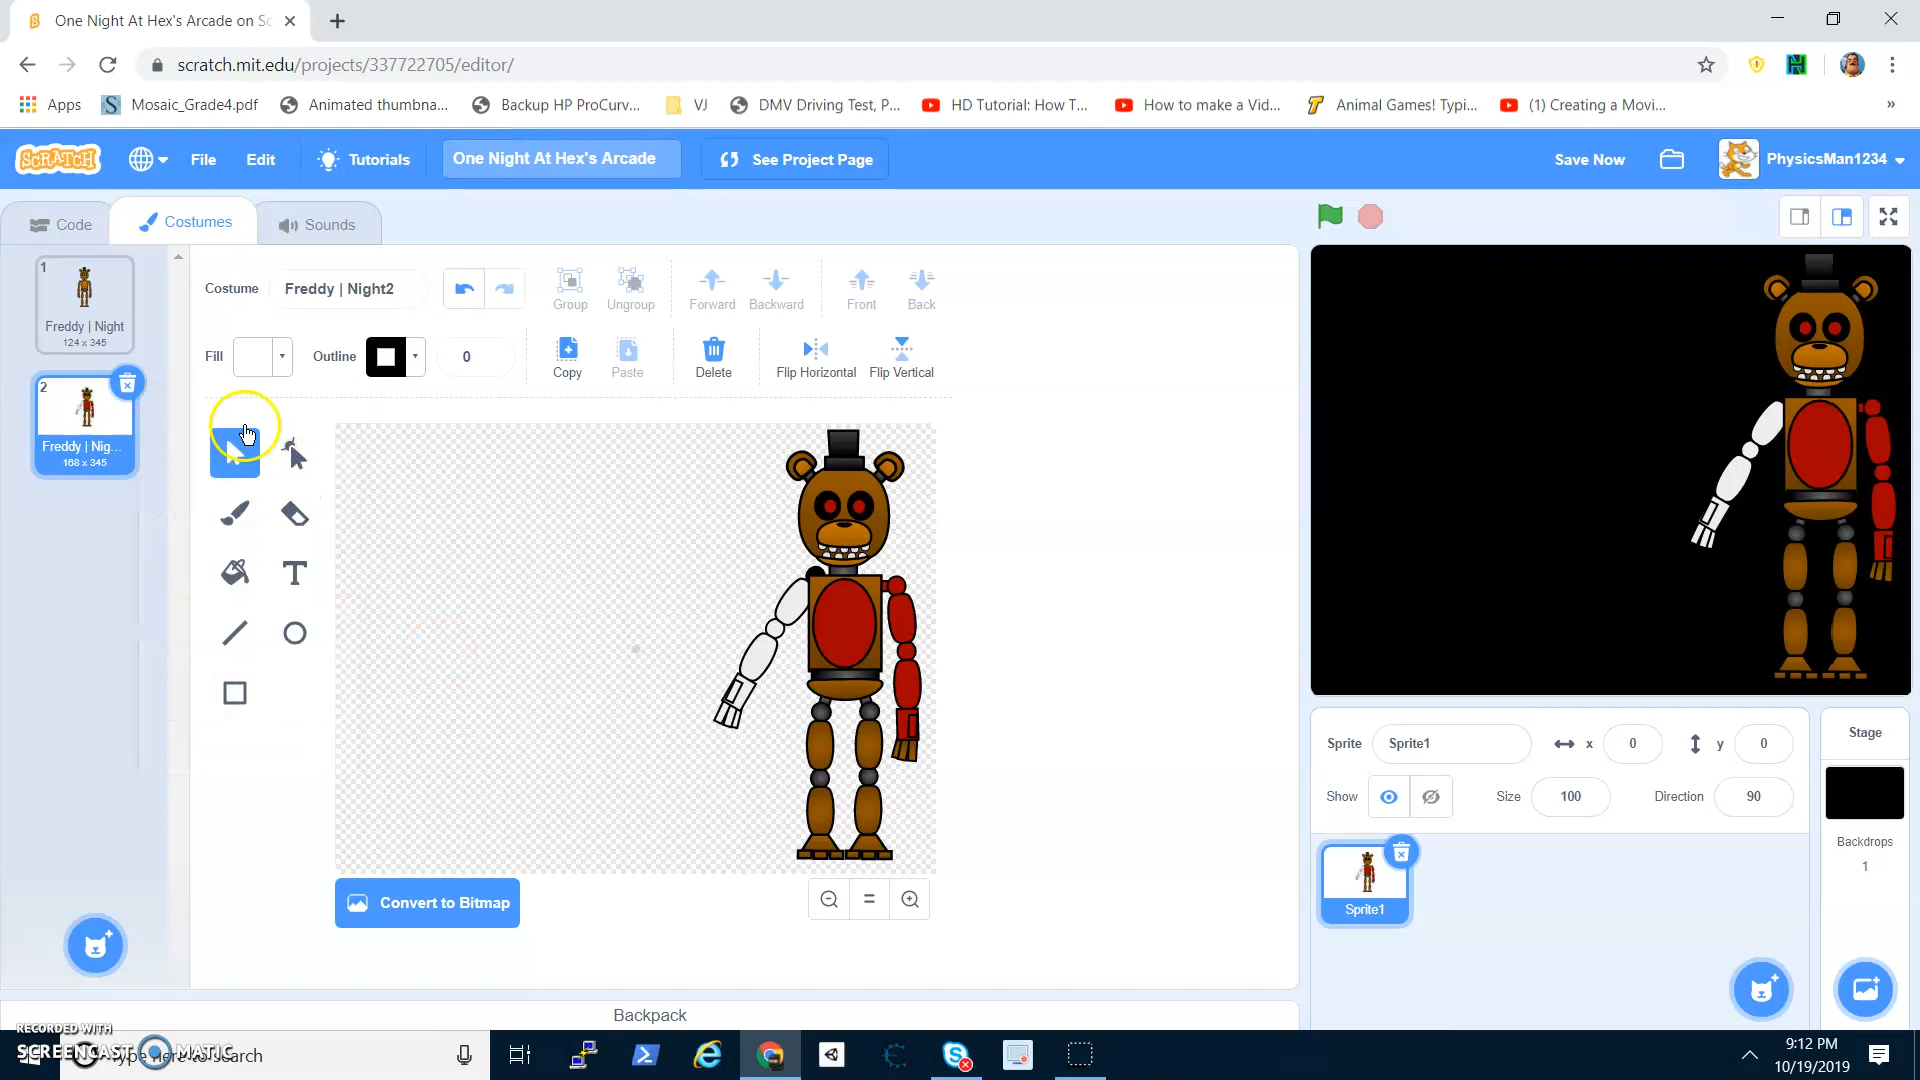 One Night At Hex's Arcade on Sc
scratch.mit.edu/projects/337722705/editor/
Apps
Mosaic_Grade4.pdf
Animated thumbna...
Backup HP ProCurv...
VJ
DMV Driving Test, P...
HD Tutorial: How T...
How to make a Vid...
Animal Games! Typi...
(1) Creating a Movi...
»
SCRATCH
File
Edit
Tutorials
One Night At Hex's Arcade
See Project Page
Save Now
PhysicsMan1234
Code
Costumes
Sounds
1
Freddy | Night
124 x 345
2
Freddy | Nig...
168 x 345
Costume
Freddy | Night2
Group
Ungroup
Forward
Backward
Front
Back
Fill
Outline
0
Copy
Paste
Delete
Flip Horizontal
Flip Vertical
Convert to Bitmap
Sprite
Sprite1
x
0
y
0
Show
Size
100
Direction
90
Sprite1
Stage
Backdrops
1
Backpack
RECORDED WITH
SCREENCAST MATIC
Type here to search
9:12 PM
10/19/2019